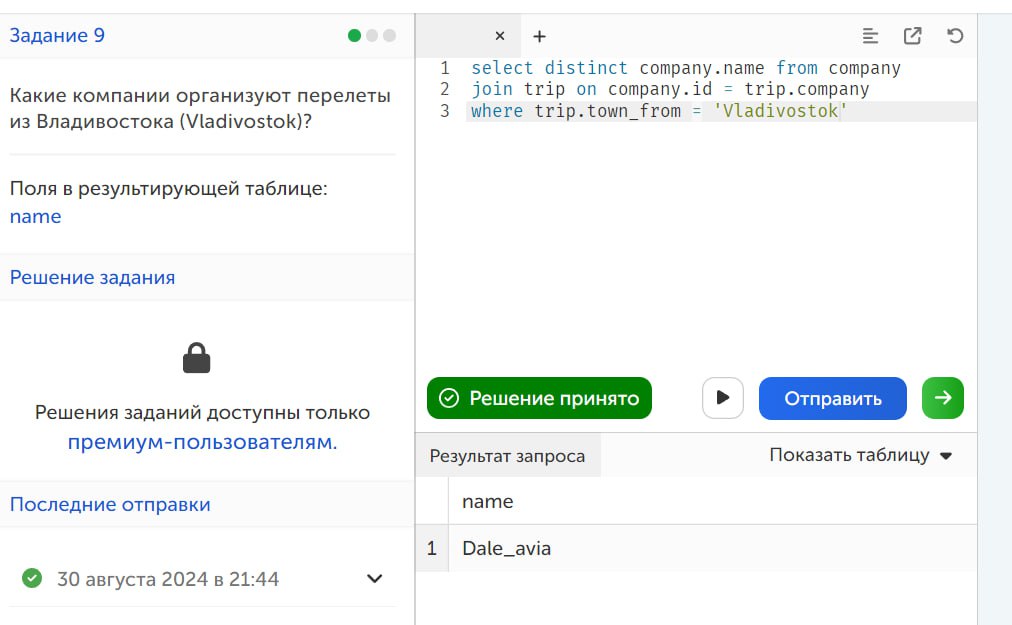 Задание 9
Какие компании организуют перелеты
из Владивостока (Vladivostok)?
Поля в результирующей таблице:
name
Решение задания
Решения заданий доступны только
премиум-пользователям.
Последние отправки
30 августа 2024 в 21:44
1 select distinct company.name from company
2 join trip on company.id = trip.company
3 where trip.town_from = 'Vladivostok'
Решение принято
Отправить
Результат запроса
Показать таблицу
name
1 Dale_avia